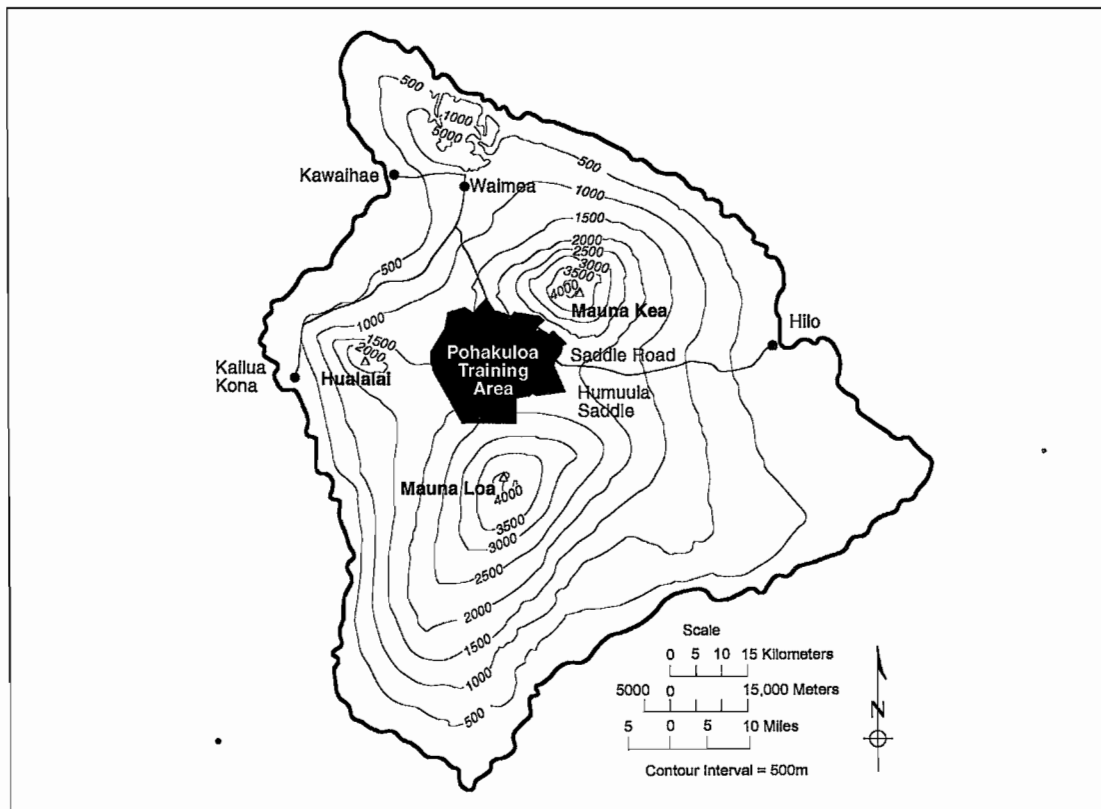 500
1000
5000
Kawaihae
Waimea
500
1000
1500
2000
2500
3000
3500
4000
Mauna Kea
500
1000
1500
2000
Hualalai
Kailua
Kona
Pohakuloa
Training
Area
Saddle Road
Hilo
Humuula
Saddle
Mauna Loa
4000
3500
3000
2500
2000
1500
1000
500
Scale
0 5 10 15 Kilometers
5000 0 15,000 Meters
5 0 5 10 Miles
Contour Interval = 500m
N